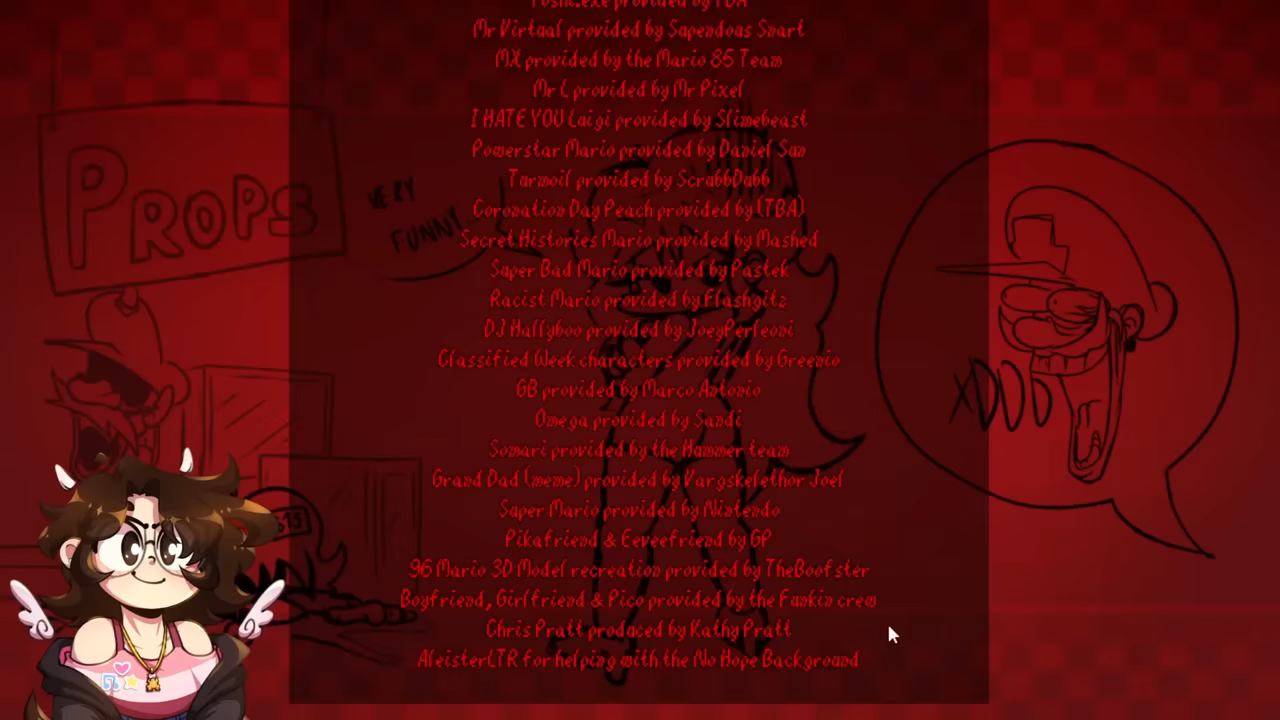 Mr Virtual provided by Supendous Smart
MX provided by the Mario 85 Team
Mr L provided by Mr Pixel
I HATE YOU Luigi provided by Slimebeast
Powerstar Mario provided by Daniel Sun
Turmoil provided by ScrubbDubb
Coronation Day Peach provided by (TBA)
Secret Histories Mario provided by Mashed
Super Bad Mario provided by Pastek
Racist Mario provided by Flashgitz
DJ Hallyboo provided by JoeyPerleoni
Classified Week characters provided by Greenio
GB provided by Marco Antonio
Omega provided by Sandi
Somari provided by the Hummer team
Grand Dad (meme) provided by Vargskelethor Joel
Super Mario provided by Nintendo
Pikafriend & Eeveefriend by GP
96 Mario 3D Model recreation provided by TheBoofster
Boyfriend, Girlfriend & Pico provided by the Funkin crew
Chris Pratt produced by Kathy Pratt
AleisterLTR for helping with the No Hope Background
PROPS
VERY
FUNNY
XDDD